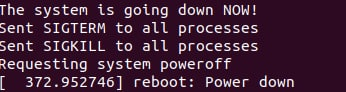 The system is going down NOW!
Sent SIGTERM to all processes
Sent SIGKILL to all processes
Requesting system poweroff
[  372.952746] reboot: Power down